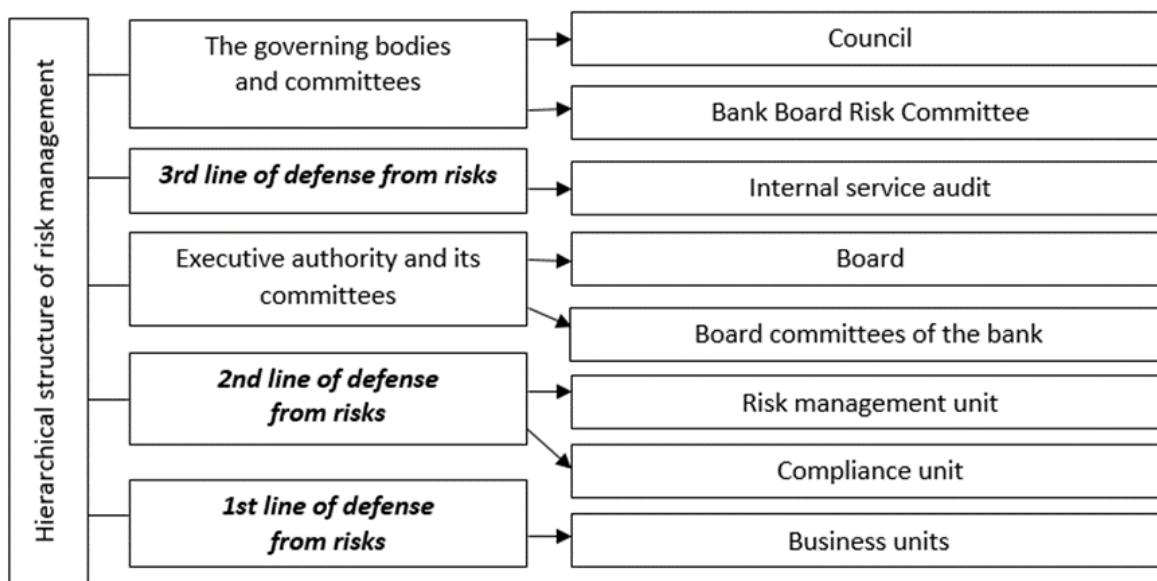 Hierarchical structure of risk management
The governing bodies
and committees
Council
Bank Board Risk Committee
3rd line of defense from risks
Internal service audit
Executive authority and its
committees
Board
Board committees of the bank
2nd line of defense
from risks
Risk management unit
Compliance unit
1st line of defense
from risks
Business units